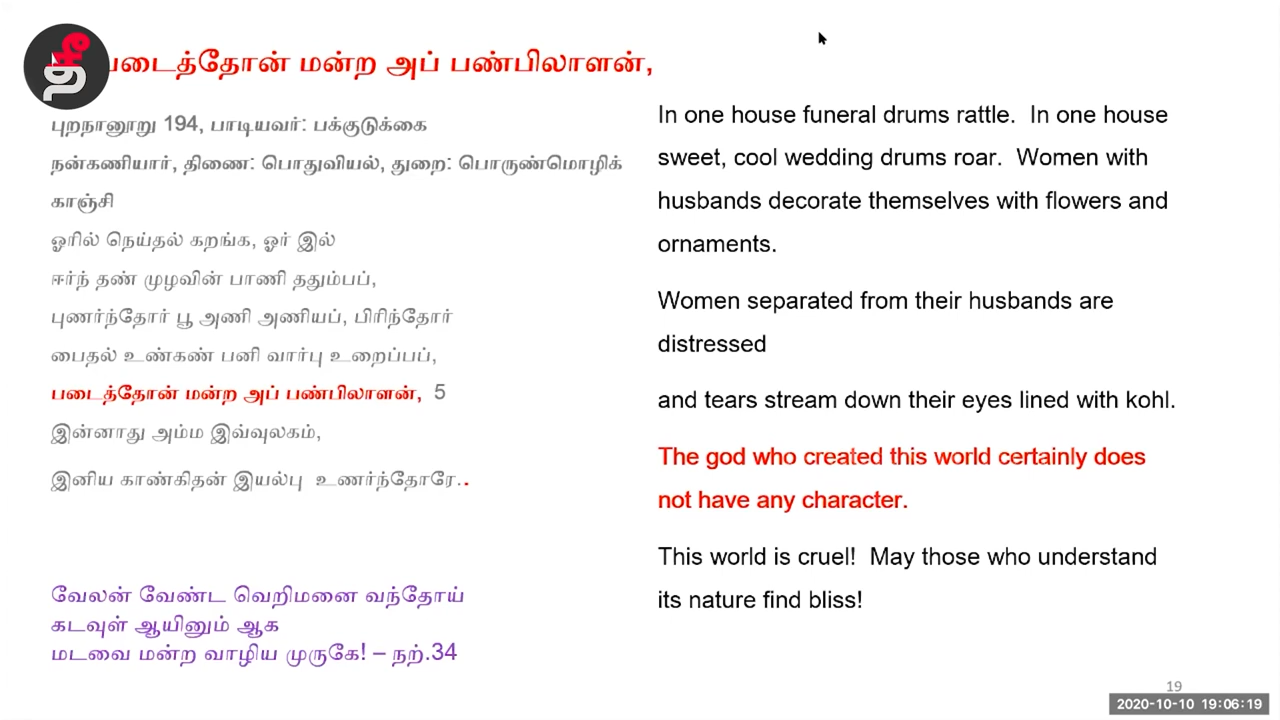 படைத்தோன் மன்ற அப் பண்பிலாளன்,
புறநானூறு 194, பாடியவர்: பக்குடுக்கை
நன்கணியார், திணை: பொதுவியல், துறை: பொருண்மொழிக்
காஞ்சி
ஓரில் நெய்தல் கறங்க, ஓர் இல்
ஈர்ந் தண் முழவின் பாணி ததும்பப்,
புணர்ந்தோர் பூ அணி அணியப், பிரிந்தோர்
பைதல் உண்கண் பனி வார்பு உறைப்பப்,
படைத்தோன் மன்ற அப் பண்பிலாளன், 5
இன்னாது அம்ம இவ்வுலகம்,
இனிய காண்கிதன் இயல்பு உணர்ந்தோரே..
வேலன் வேண்ட வெறிமனை வந்தோய்
கடவுள் ஆயினும் ஆக
மடவை மன்ற வாழிய முருகே! – நற்.34
In one house funeral drums rattle. In one house
sweet, cool wedding drums roar. Women with
husbands decorate themselves with flowers and
ornaments.
Women separated from their husbands are
distressed
and tears stream down their eyes lined with kohl.
The god who created this world certainly does
not have any character.
This world is cruel! May those who understand
its nature find bliss!
19
2020-10-10 19:06:19